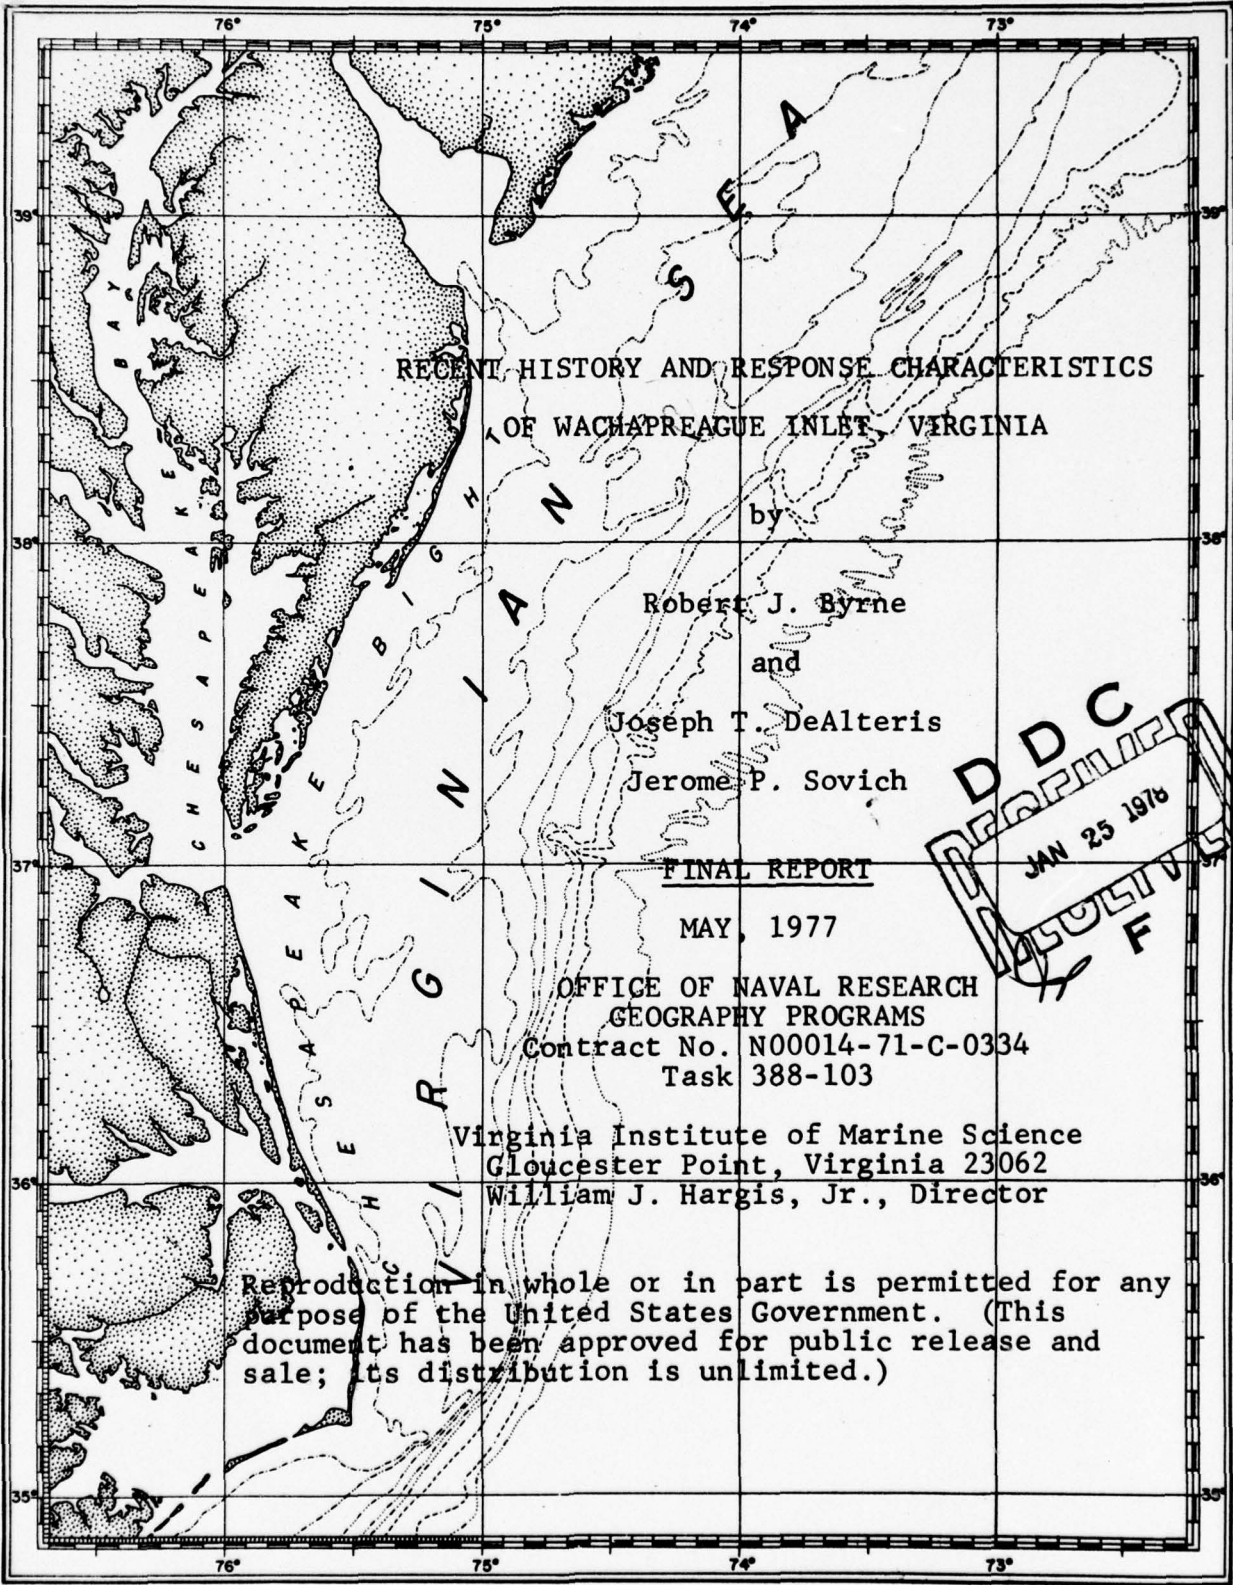 76° 75° 74° 73°
39° 39°
38° 38°
37° 37°
36° 36°
35° 35°
76° 75° 74° 73°
CHESAPEAKE BAY
CHESAPEAKE BIGHT
VIRGINIAN SEA
RECENT HISTORY AND RESPONSE CHARACTERISTICS
OF WACHAPREAGUE INLET, VIRGINIA
by
Robert J. Byrne
and
Joseph T. DeAlteris
Jerome P. Sovich
DDC
RECEIVED
JAN 25 1978
RECEIVED
F
FINAL REPORT
MAY, 1977
OFFICE OF NAVAL RESEARCH
GEOGRAPHY PROGRAMS
Contract No. N00014-71-C-0334
Task 388-103
Virginia Institute of Marine Science
Gloucester Point, Virginia 23062
William J. Hargis, Jr., Director
Reproduction in whole or in part is permitted for any
purpose of the United States Government. (This
document has been approved for public release and
sale; its distribution is unlimited.)